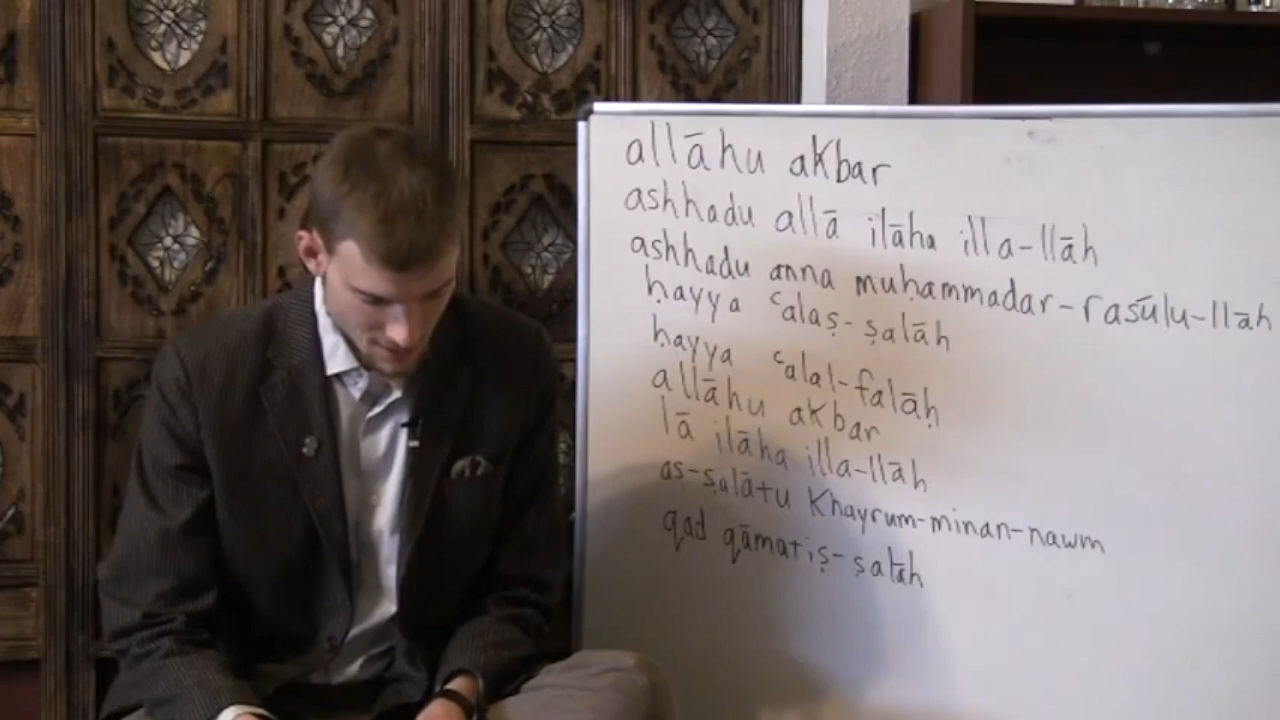 allāhu akbar
ashhadu allā ilāha illa-llāh
ashhadu anna muḥammadar-rasūlu-llāh
ḥayya ʿalaṣ-ṣalāh
ḥayya ʿalal-falāḥ
allāhu akbar
lā ilāha illa-llāh
as-ṣalātu khayrum-minan-nawm
qad qāmatiṣ-ṣalāh